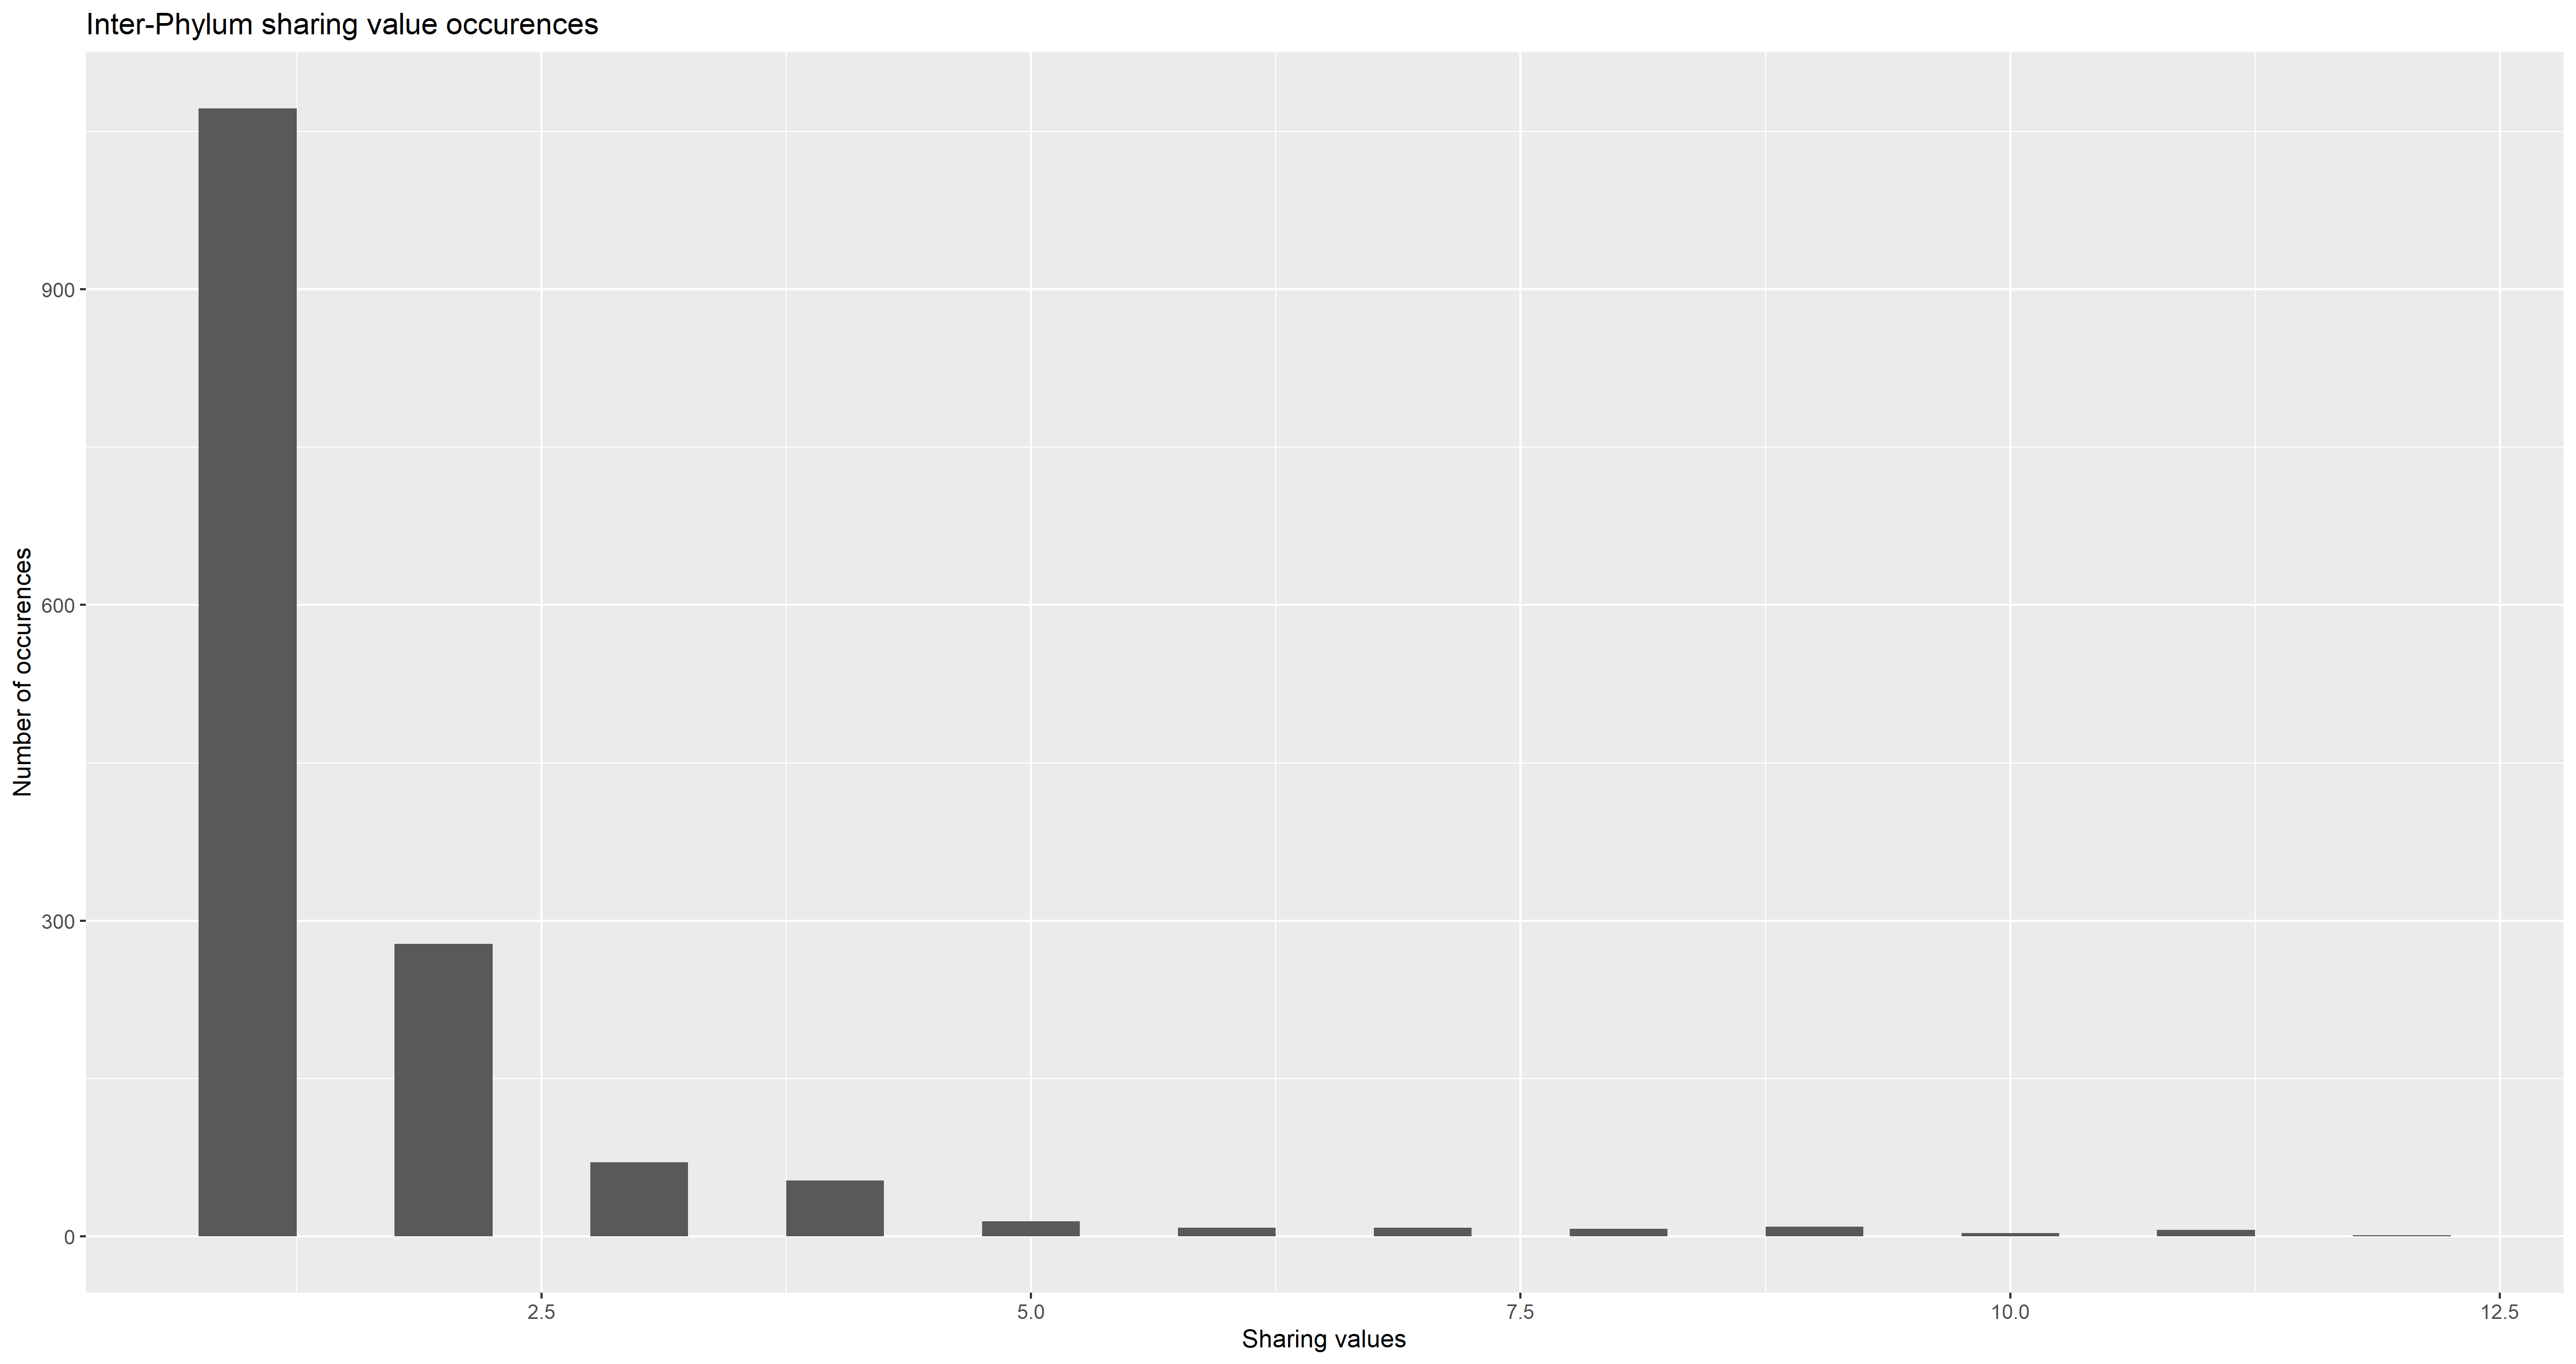 Inter-Phylum sharing value occurences
Number of occurences
900
600
300
0
2.5 5.0 7.5 10.0 12.5
Sharing values